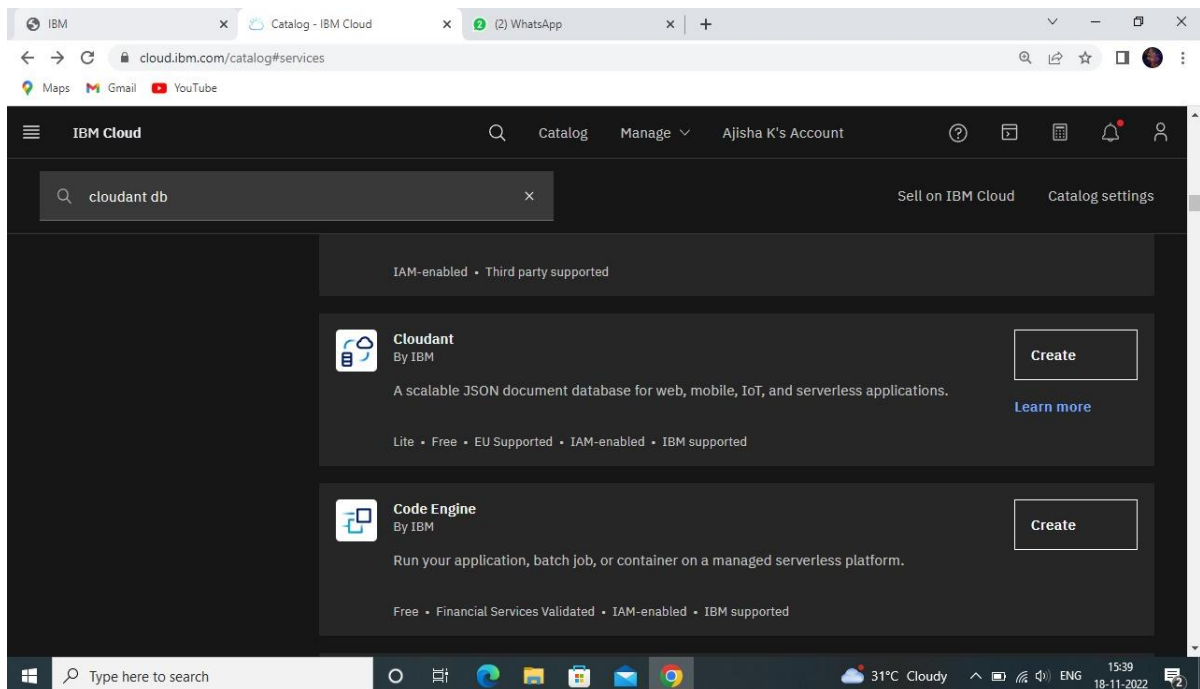 IBM
Catalog - IBM Cloud
(2) WhatsApp
cloud.ibm.com/catalog#services
Maps Gmail YouTube
IBM Cloud Catalog Manage Ajisha K's Account
cloudant db Sell on IBM Cloud Catalog settings
IAM-enabled • Third party supported
Cloudant
By IBM
Create
A scalable JSON document database for web, mobile, IoT, and serverless applications.
Learn more
Lite • Free • EU Supported • IAM-enabled • IBM supported
Code Engine
By IBM
Create
Run your application, batch job, or container on a managed serverless platform.
Free • Financial Services Validated • IAM-enabled • IBM supported
Type here to search 31°C Cloudy ENG 15:39
18-11-2022 2